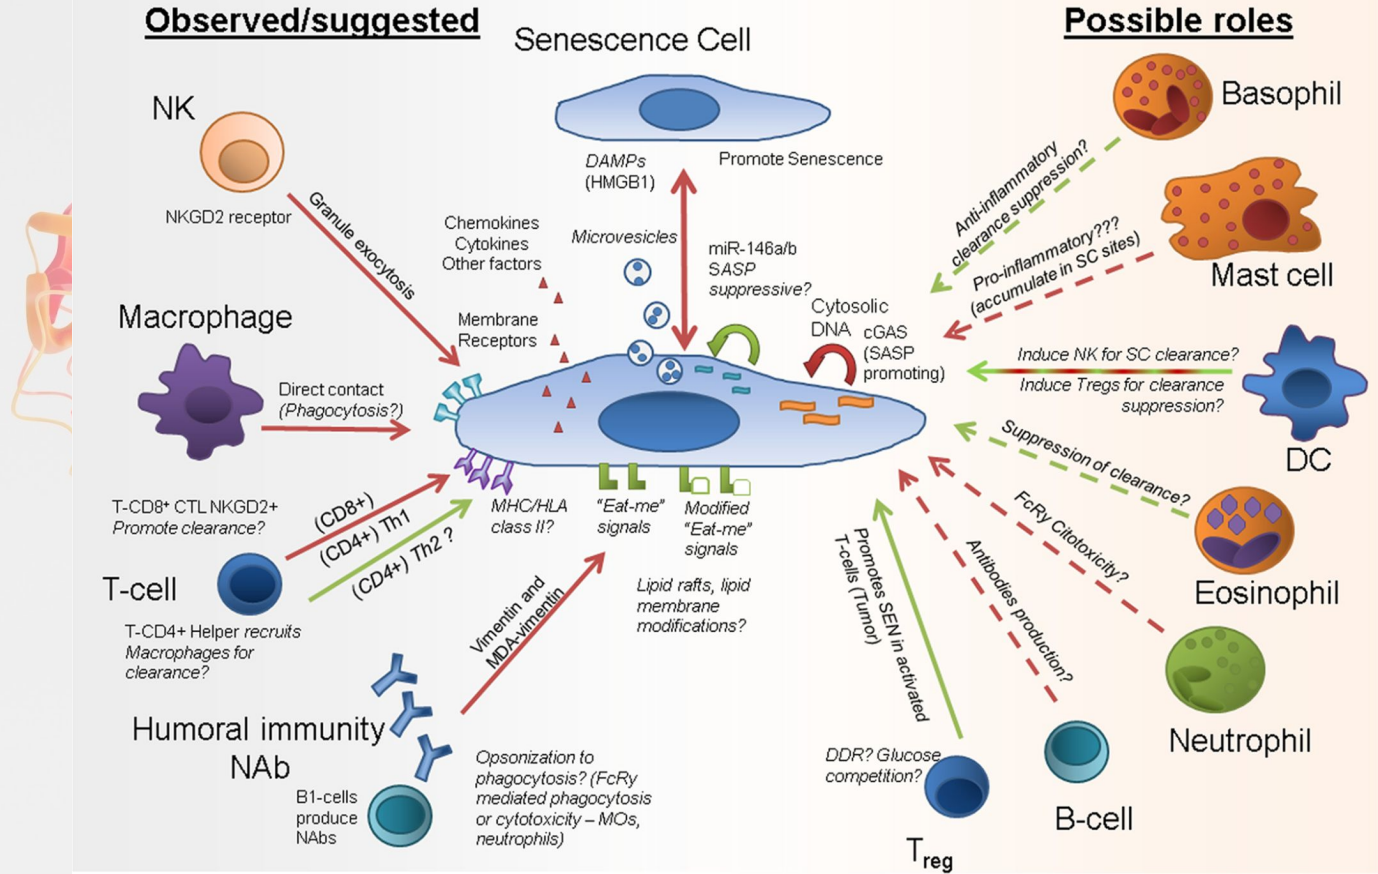 Observed/suggested
Possible roles
Senescence Cell
NK
NKGD2 receptor
Granule exocytosis
DAMPs
(HMGB1)
Promote Senescence
Chemokines
Cytokines
Other factors
Microvesicles
miR-146a/b
SASP
suppressive?
Membrane
Receptors
Cytosolic
DNA
cGAS
(SASP
promoting)
Macrophage
Direct contact
(Phagocytosis?)
T-CD8⁺ CTL NKGD2+
Promote clearance?
(CD8+)
(CD4+) Th1
(CD4+) Th2 ?
T-cell
T-CD4+ Helper recruits
Macrophages for
clearance?
MHC/HLA
class II?
"Eat-me"
signals
Modified
"Eat-me"
signals
Lipid rafts, lipid
membrane
modifications?
Vimentin and
MDA-vimentin
Humoral immunity
NAb
B1-cells
produce
NAbs
Opsonization to
phagocytosis? (FcRy
mediated phagocytosis
or cytotoxicity – MOs,
neutrophils)
Basophil
Anti-inflammatory
clearance suppression?
Mast cell
Pro-inflammatory???
(accumulate in SC sites)
Induce NK for SC clearance?
Induce Tregs for clearance
suppression?
DC
Suppression of clearance?
Eosinophil
FcRy Citotoxicity?
Neutrophil
Antibodies production?
B-cell
Promotes SEN in activated
T-cells (Tumor)
DDR? Glucose
competition?
Treg